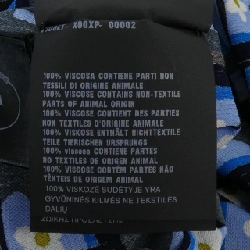 X00XP- 00002
100% VISCOSA CONTIENE PARTI NON
TESSILI DI ORIGINE ANIMALE
100% VISCOSE CONTAINS NON-TEXTILE
PARTS OF ANIMAL ORIGIN
100% VISCOSE CONTIENT DES PARTIES
NON TEXTILES D'ORIGINE ANIMALE
100% VISKOSE ENTHÄLT NICHTTEXTILE
TEILE TIERISCHEN URSPRUNGS
100% CONTIENE PARTES
NO TEXTILES DE ORIGEN ANIMAL
100% VISCOSE CONTÉM PARTES NÃO
TÊXTEIS DE ORIGEM ANIMAL
100% VISKOZĖ SUDĖTYJE YRA
GYVŪNINĖS KILMĖS NE TEKSTILĖS
DALIŲ